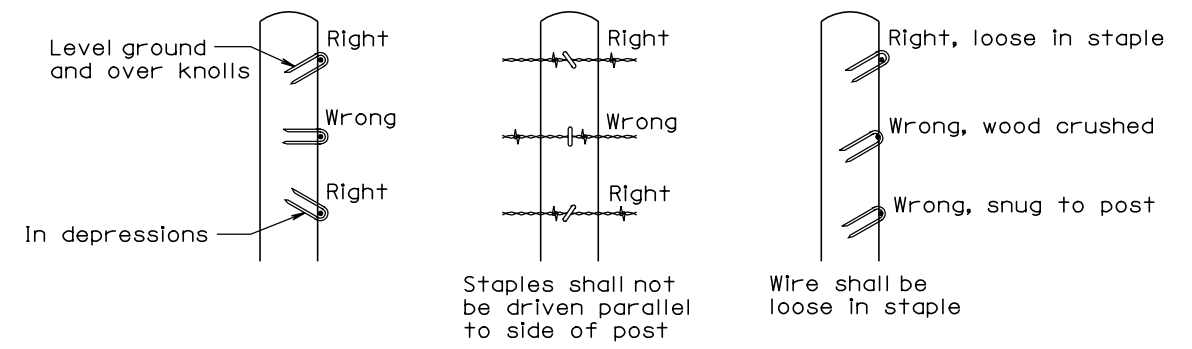 Level ground
and over knolls
Right
Wrong
Right
In depressions
Right
Wrong
Right
Staples shall not
be driven parallel
to side of post
Right, loose in staple
Wrong, wood crushed
Wrong, snug to post
Wire shall be
loose in staple